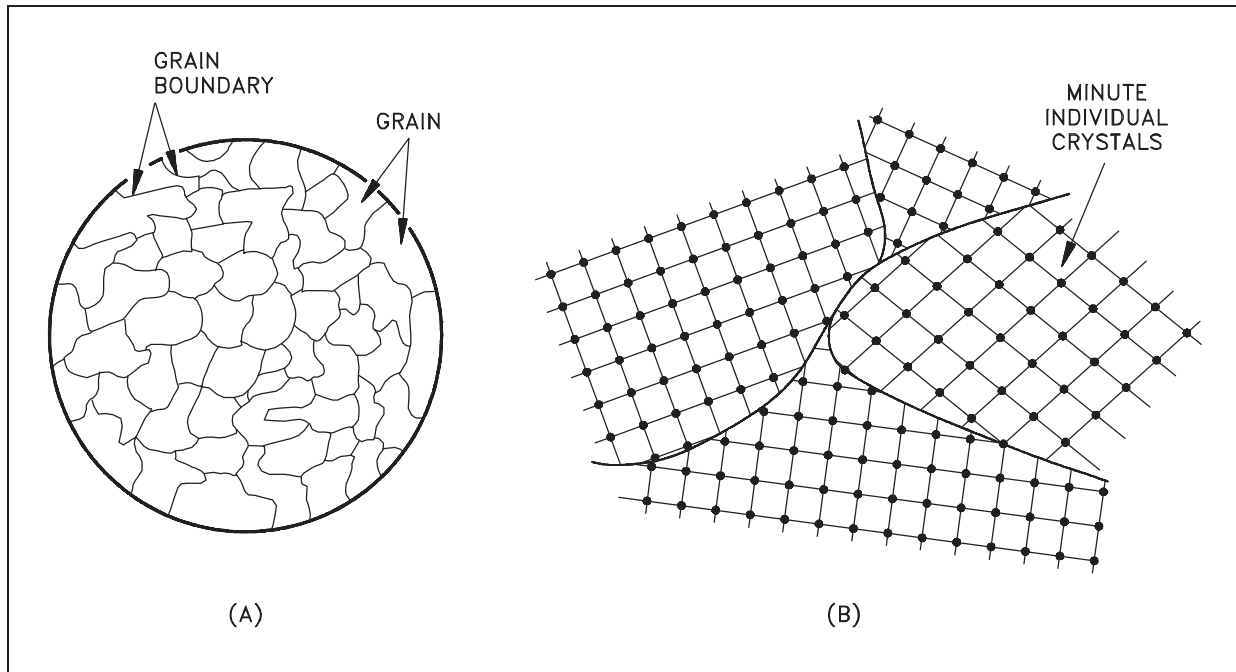 GRAIN
BOUNDARY
GRAIN
MINUTE
INDIVIDUAL
CRYSTALS
(A)
(B)